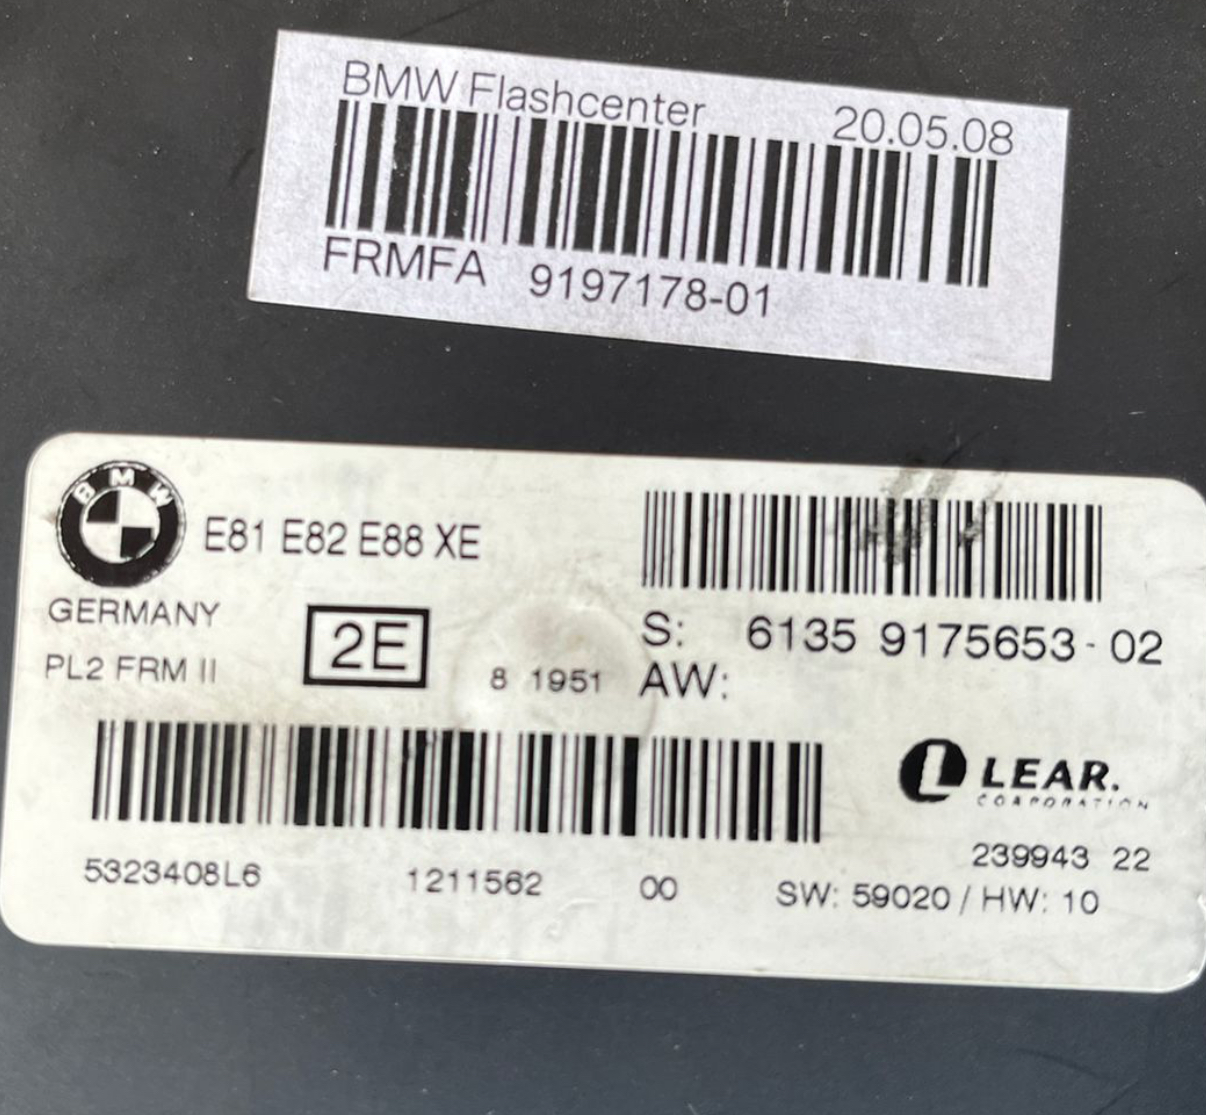 BMW Flashcenter 20.05.08
FRMFA 9197178-01
BMW
E81 E82 E88 XE
GERMANY
PL2 FRM II
2E
8 1951
S: 6135 9175653-02
AW:
LEAR.
CORPORATION
239943 22
5323408L6 1211562 00 SW: 59020 / HW: 10